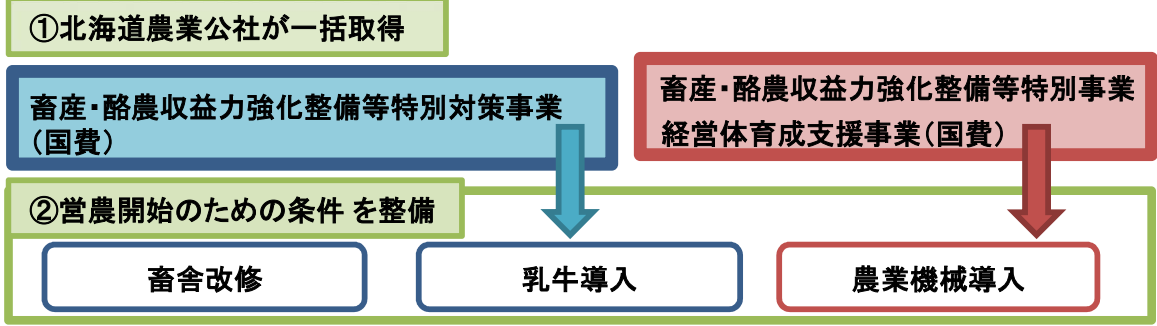 ①北海道農業公社が一括取得
畜産・酪農収益力強化整備等特別対策事業
（国費）
畜産・酪農収益力強化整備等特別事業
経営体育成支援事業（国費）
②営農開始のための条件 を整備
畜舎改修
乳牛導入
農業機械導入